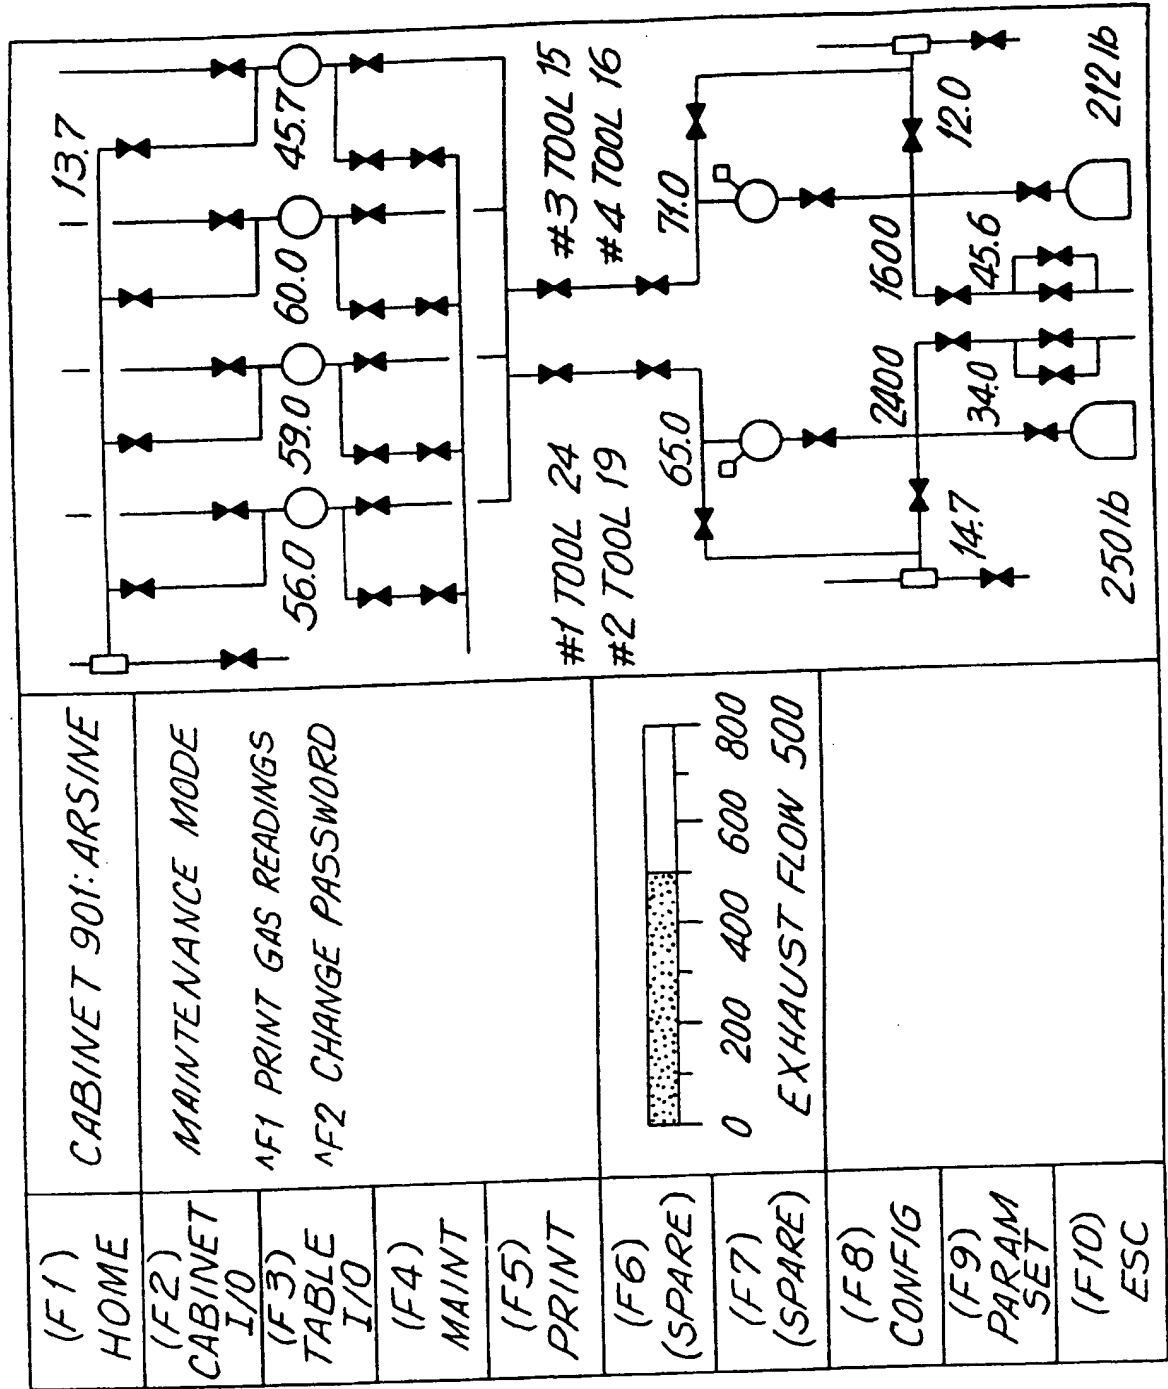 (F1)
HOME
(F2)
CABINET
I/O
(F3)
TABLE
I/O
(F4)
MAINT
(F5)
PRINT
(F6)
(SPARE)
(F7)
(SPARE)
(F8)
CONFIG
(F9)
PARAM
SET
(F10)
ESC
CABINET 901: ARSINE
MAINTENANCE MODE
^F1 PRINT GAS READINGS
^F2 CHANGE PASSWORD
0 200 400 600 800
EXHAUST FLOW 500
13.7
56.0 59.0 60.0 45.7
#1 TOOL 24
#2 TOOL 19
#3 TOOL 15
#4 TOOL 16
65.0 71.0
2400 1600
14.7 34.0 45.6 12.0
250 lb 212 lb